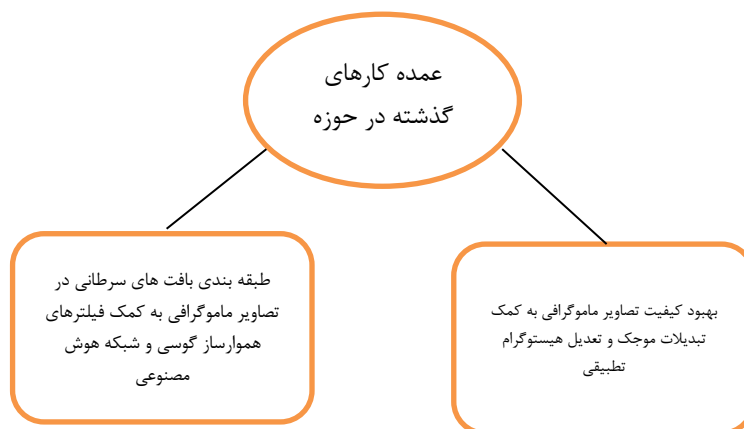 عمده کارهای
گذشته در حوزه
بهبود کیفیت تصاویر ماموگرافی به کمک
تبدیلات موجک و تعدیل هیستوگرام
تطبیقی
طبقه بندی بافت های سرطانی در
تصاویر ماموگرافی به کمک فیلترهای
هموارساز گوسی و شبکه هوش
مصنوعی